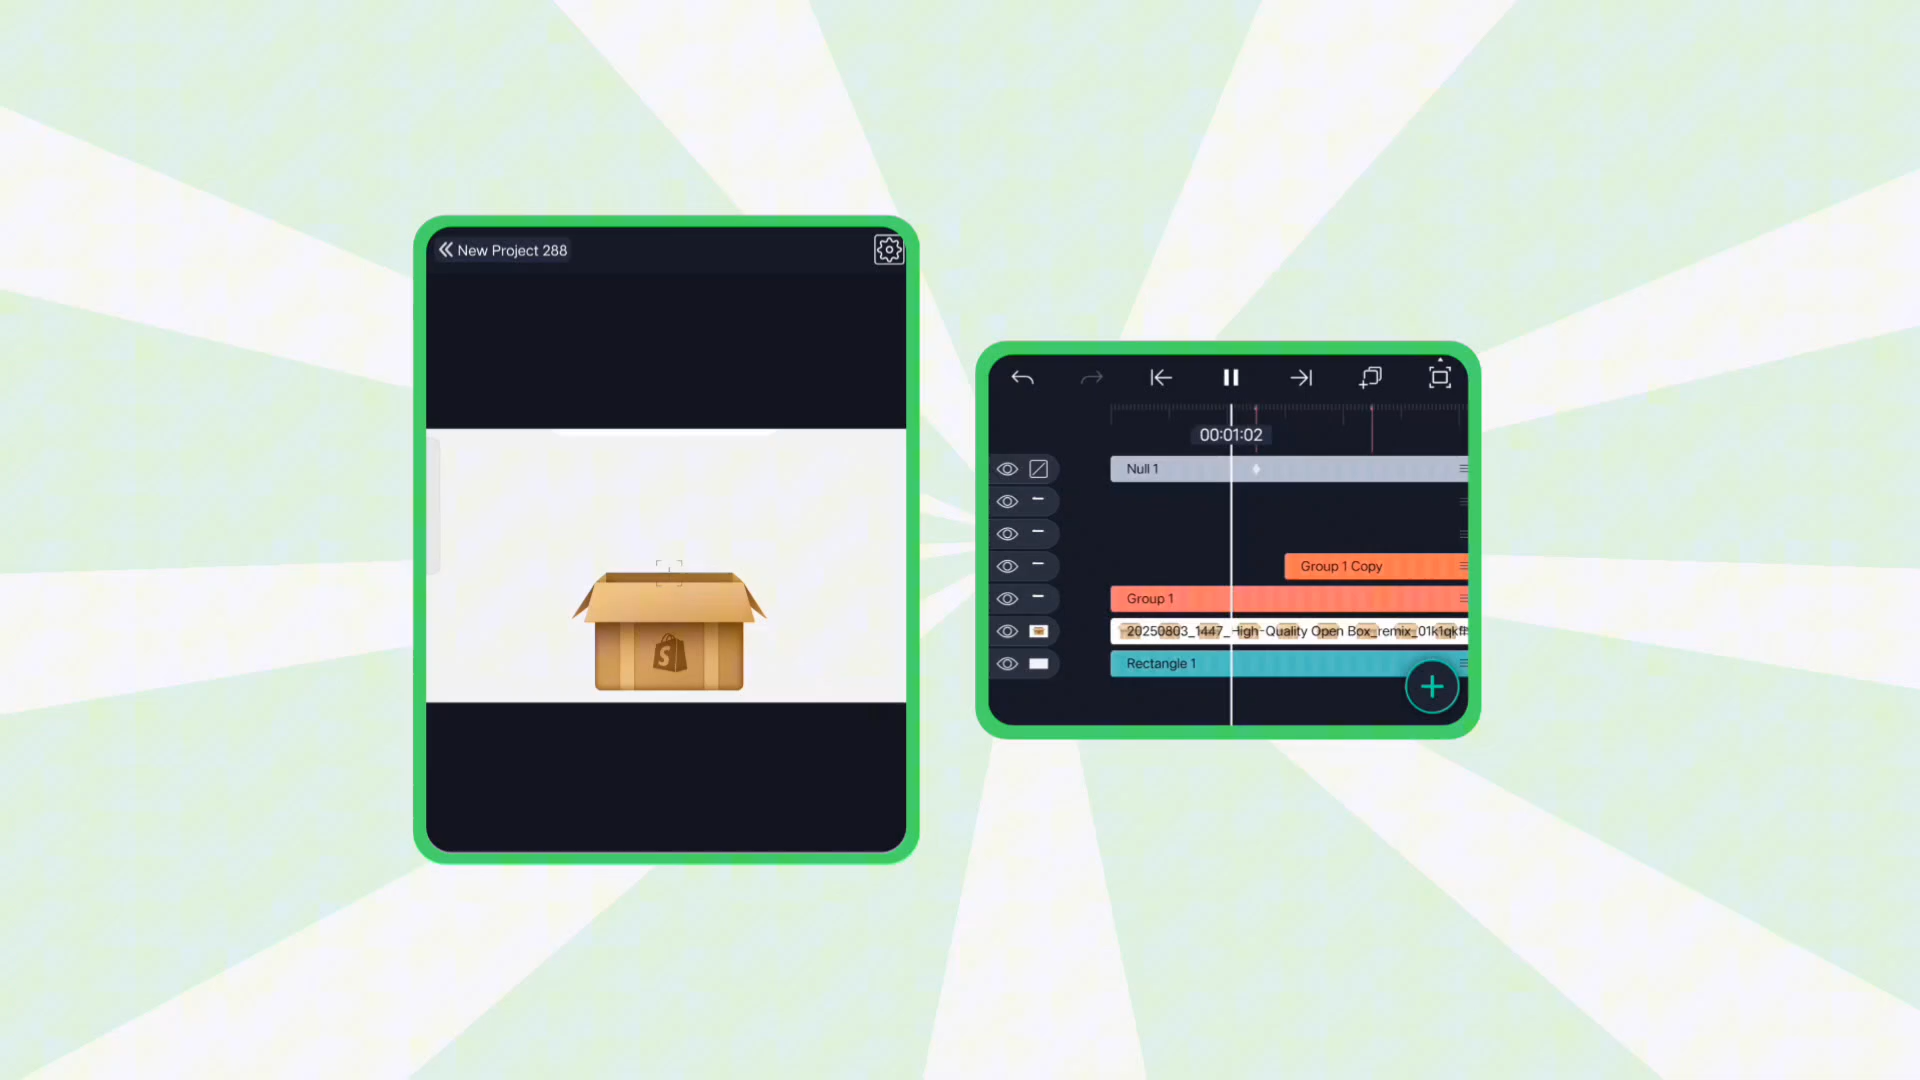 New Project 288
S
00:01:02
Null 1
Group 1 Copy
Group 1
20250803_1447_High-Quality Open Box_remix_01k1qkf
Rectangle 1